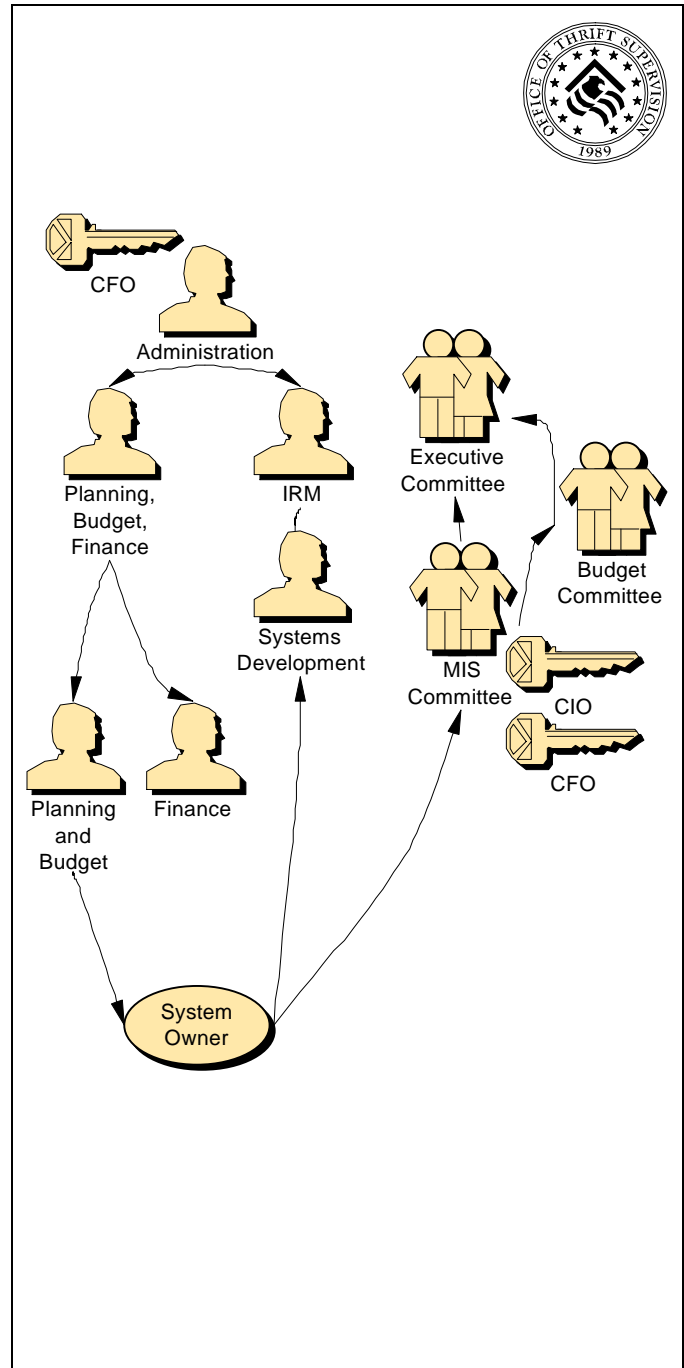 OFFICE OF THRIFT SUPERVISION
1989
CFO
Administration
Planning,
Budget,
Finance
IRM
Systems
Development
Planning
and
Budget
Finance
System
Owner
Executive
Committee
Budget
Committee
MIS
Committee
CIO
CFO